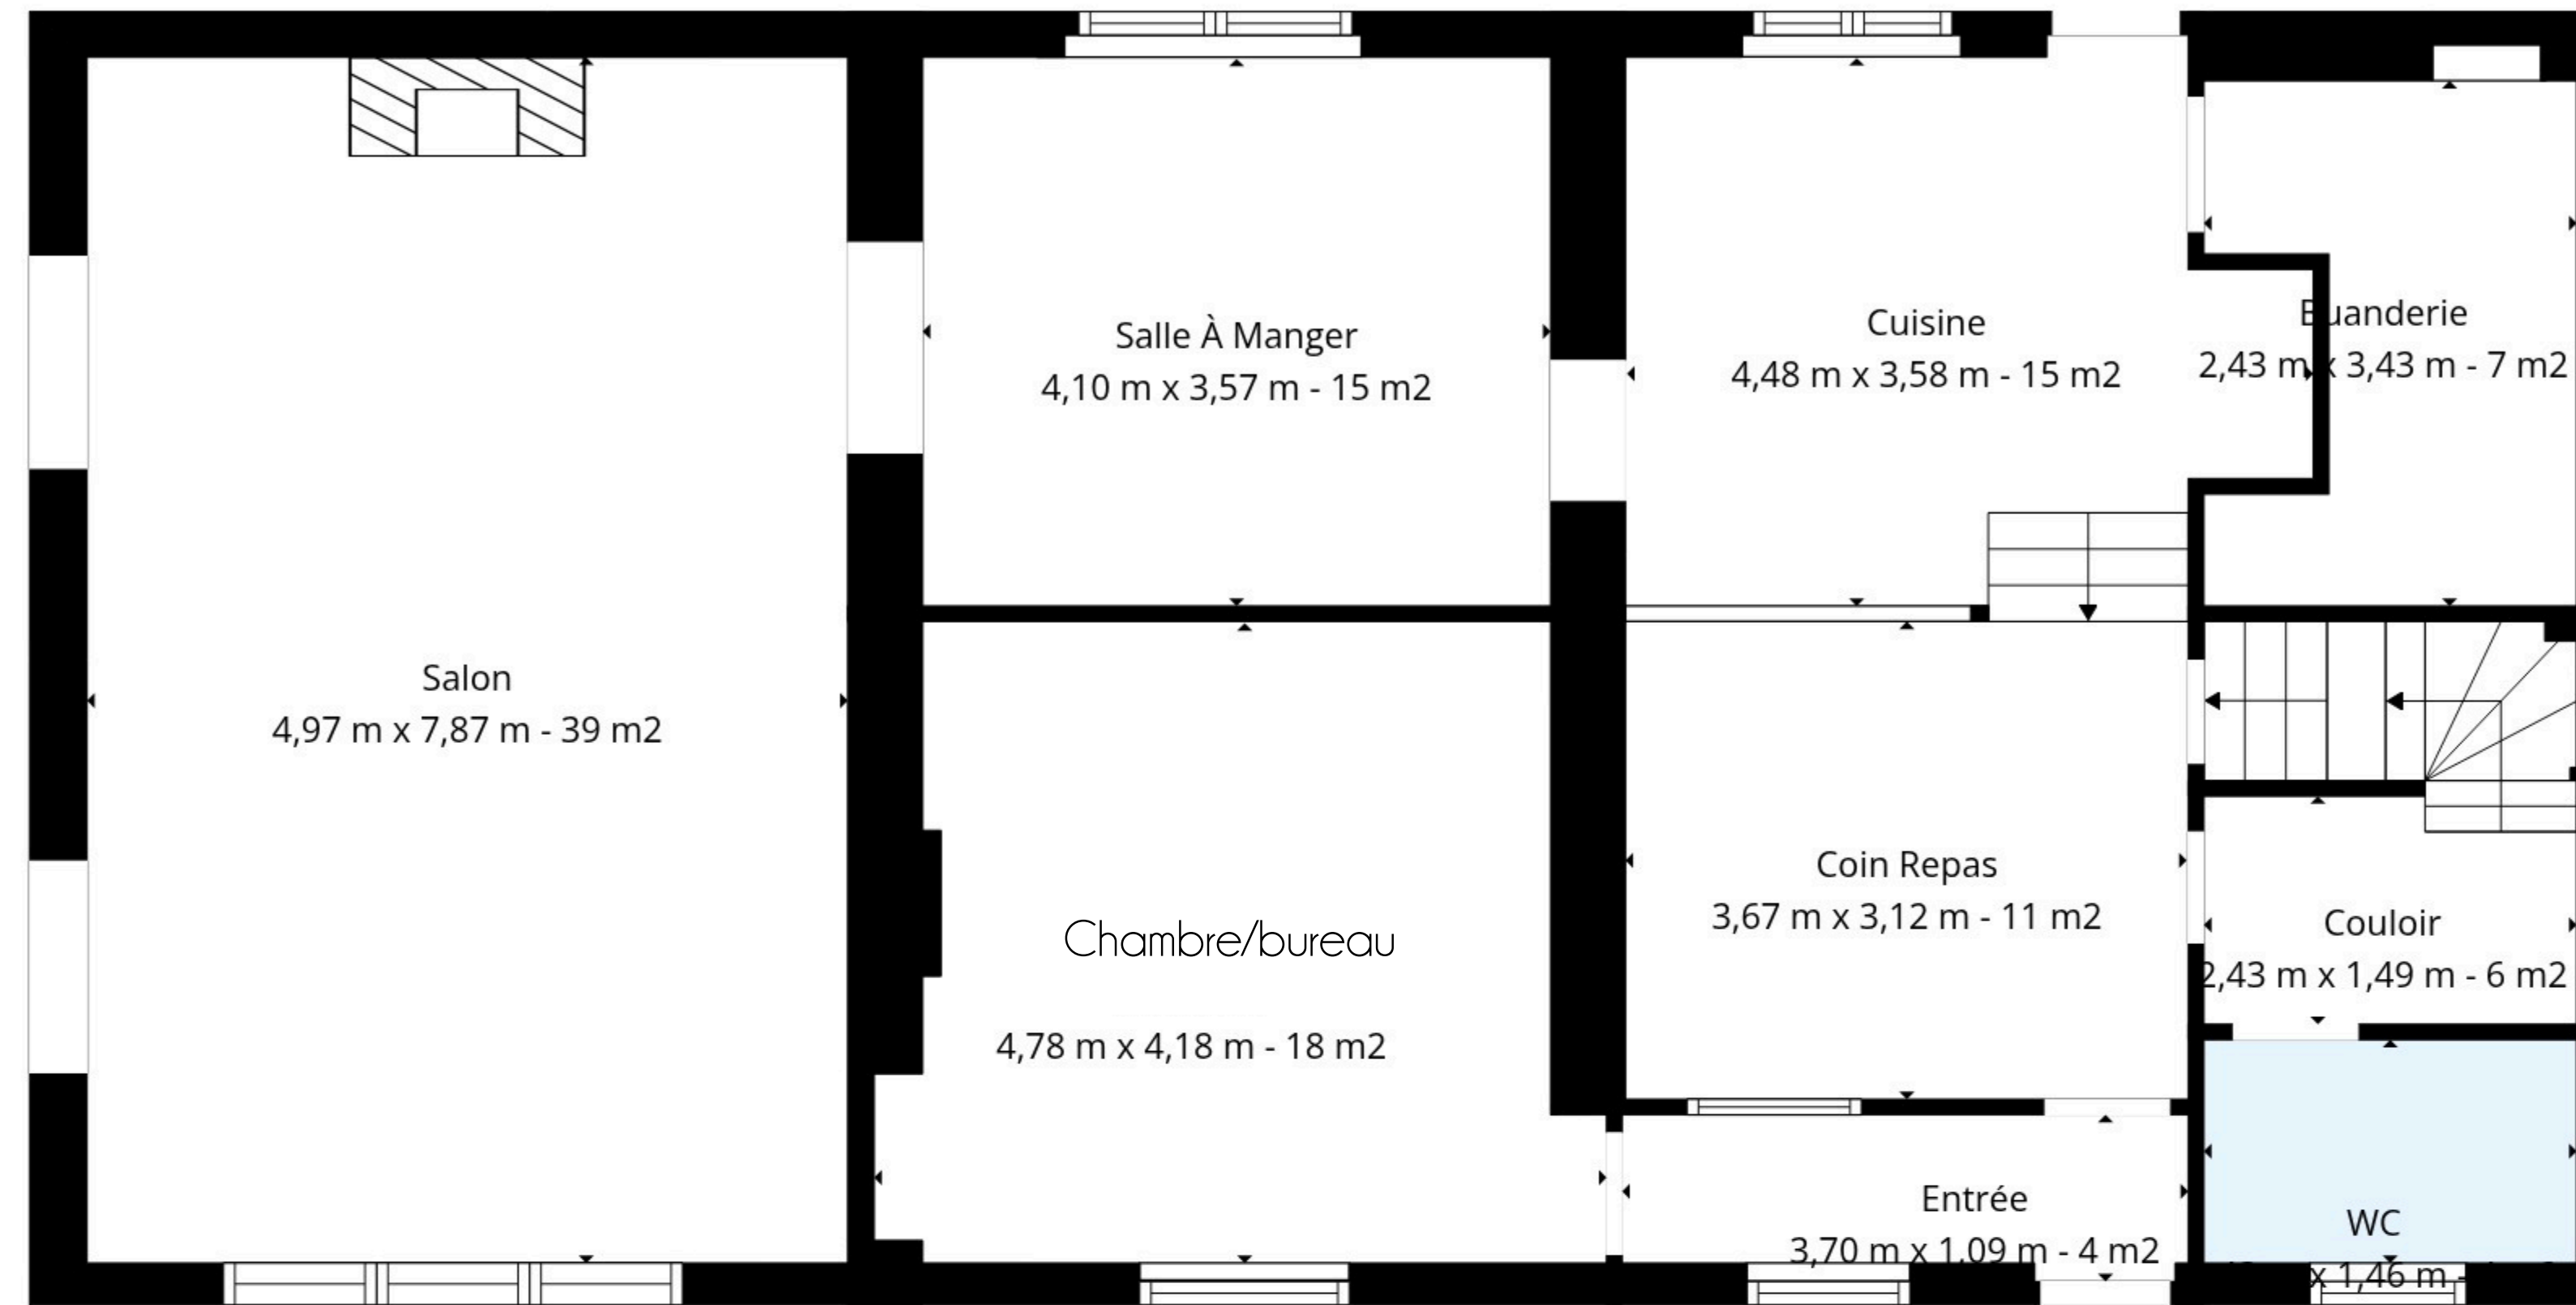 Salle À Manger
4,10 m x 3,57 m - 15 m2
Cuisine
4,48 m x 3,58 m - 15 m2
Buanderie
2,43 m x 3,43 m - 7 m2
Salon
4,97 m x 7,87 m - 39 m2
Chambre/bureau
4,78 m x 4,18 m - 18 m2
Coin Repas
3,67 m x 3,12 m - 11 m2
Couloir
2,43 m x 1,49 m - 6 m2
Entrée
3,70 m x 1,09 m - 4 m2
WC
x 1,46 m -